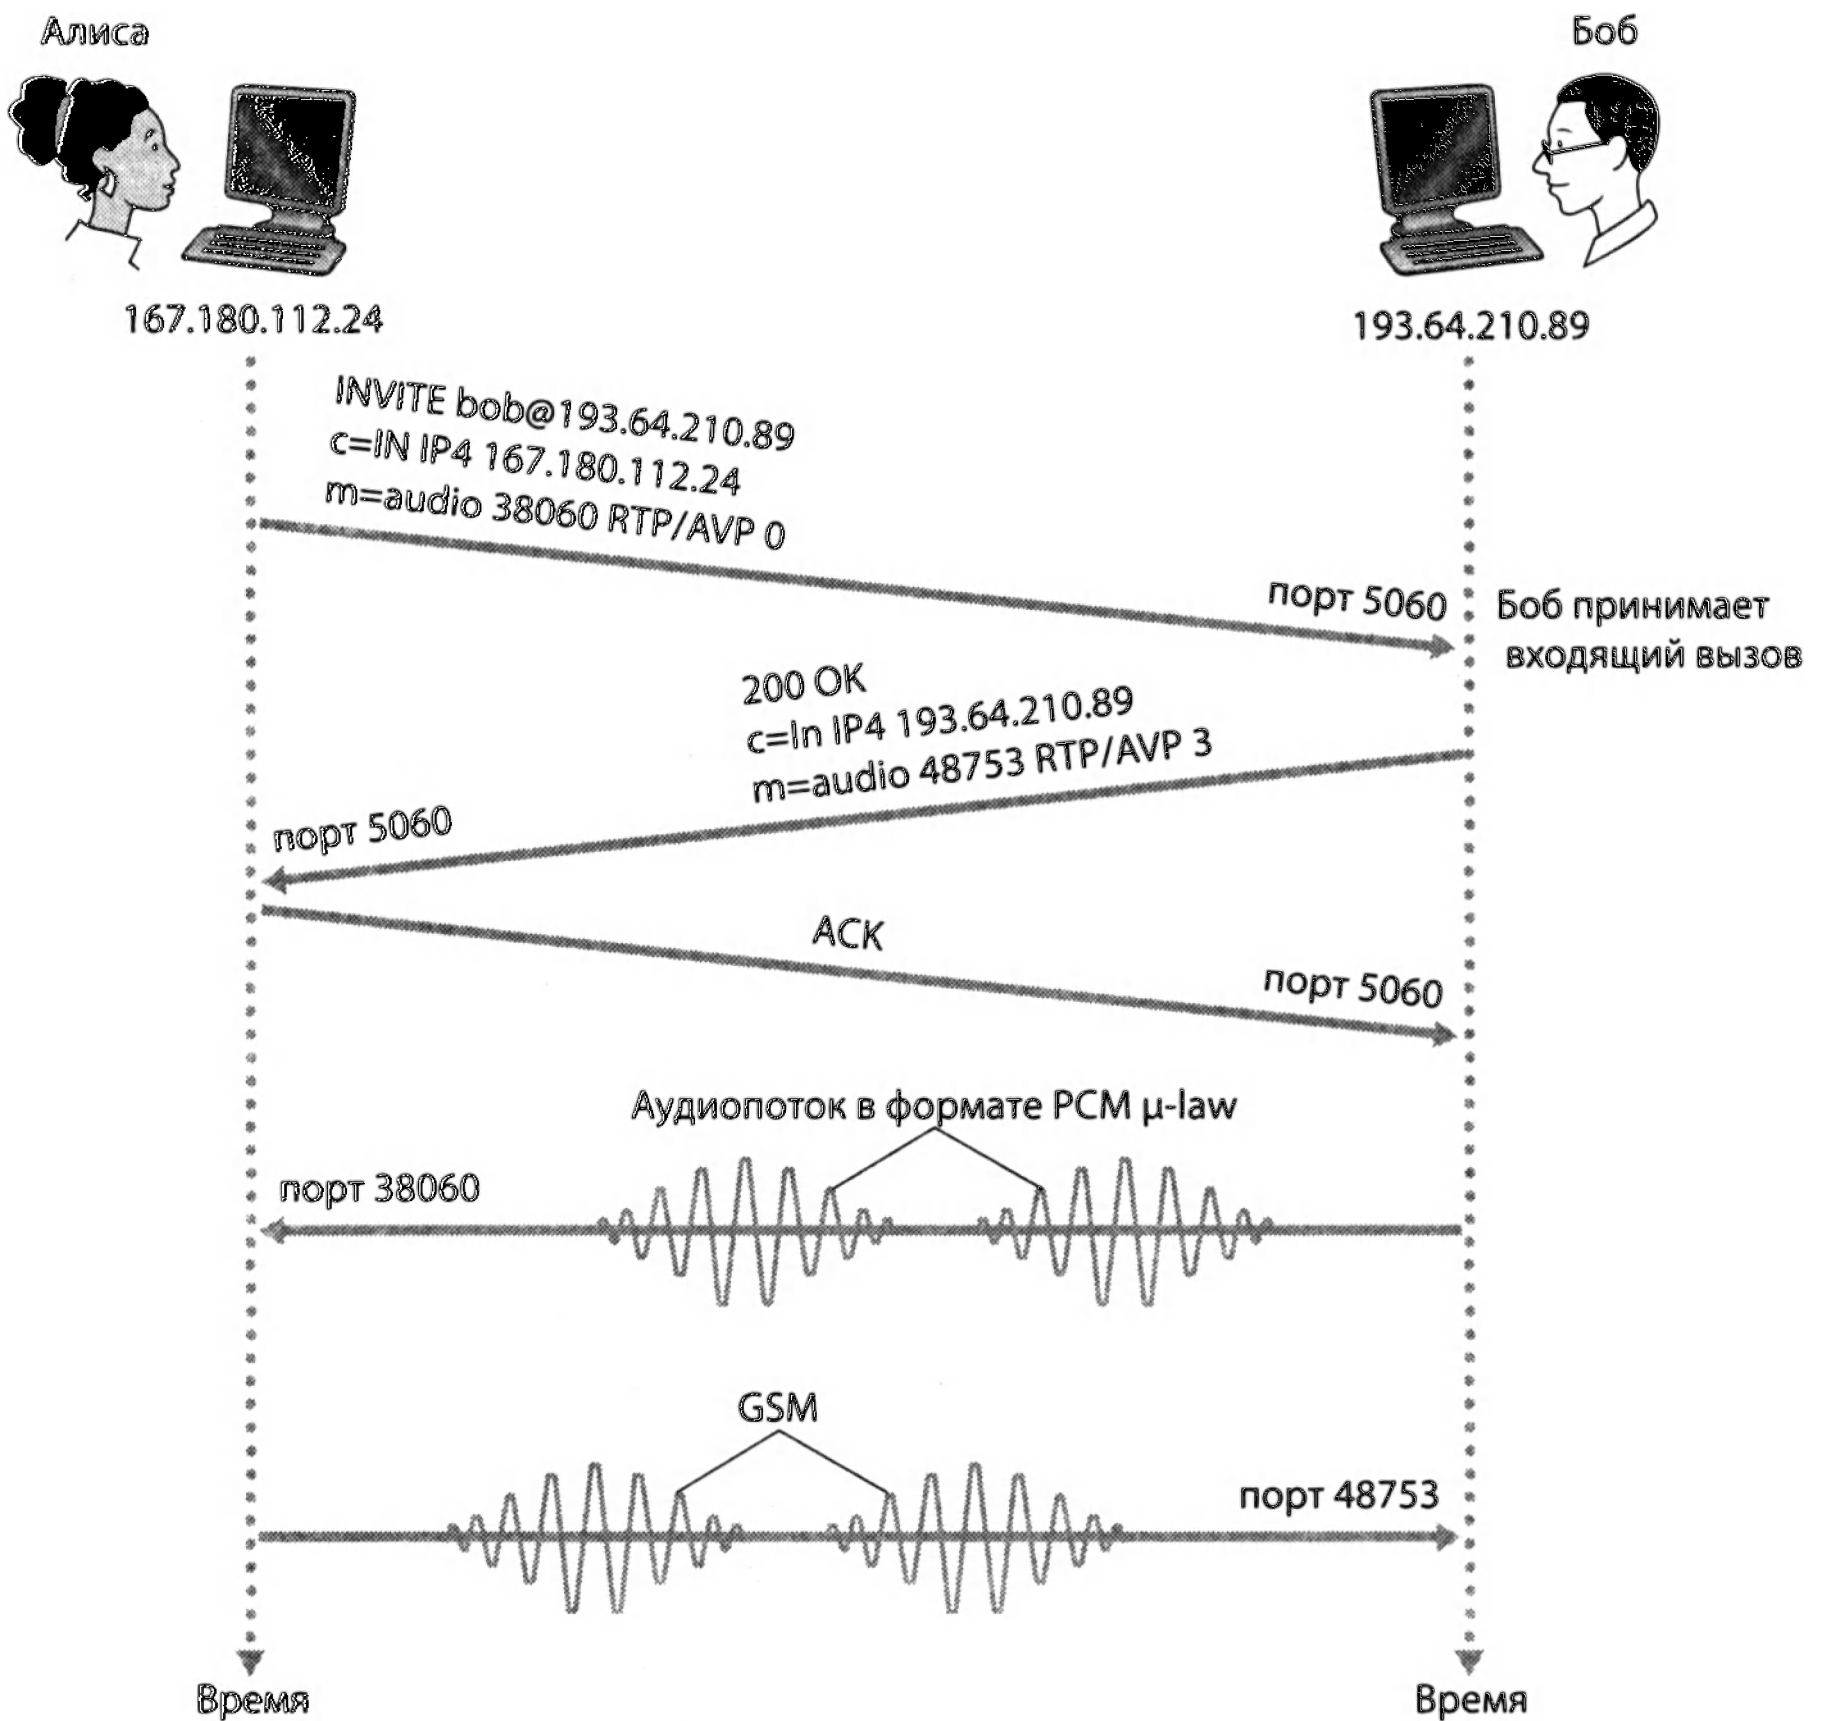 Алиса
Боб
167.180.112.24
193.64.210.89
INVITE bob@193.64.210.89
c=IN IP4 167.180.112.24
m=audio 38060 RTP/AVP 0
порт 5060
Боб принимает
входящий вызов
200 OK
c=In IP4 193.64.210.89
m=audio 48753 RTP/AVP 3
порт 5060
ACK
порт 5060
Аудиопоток в формате PCM µ-law
порт 38060
GSM
порт 48753
Время
Время